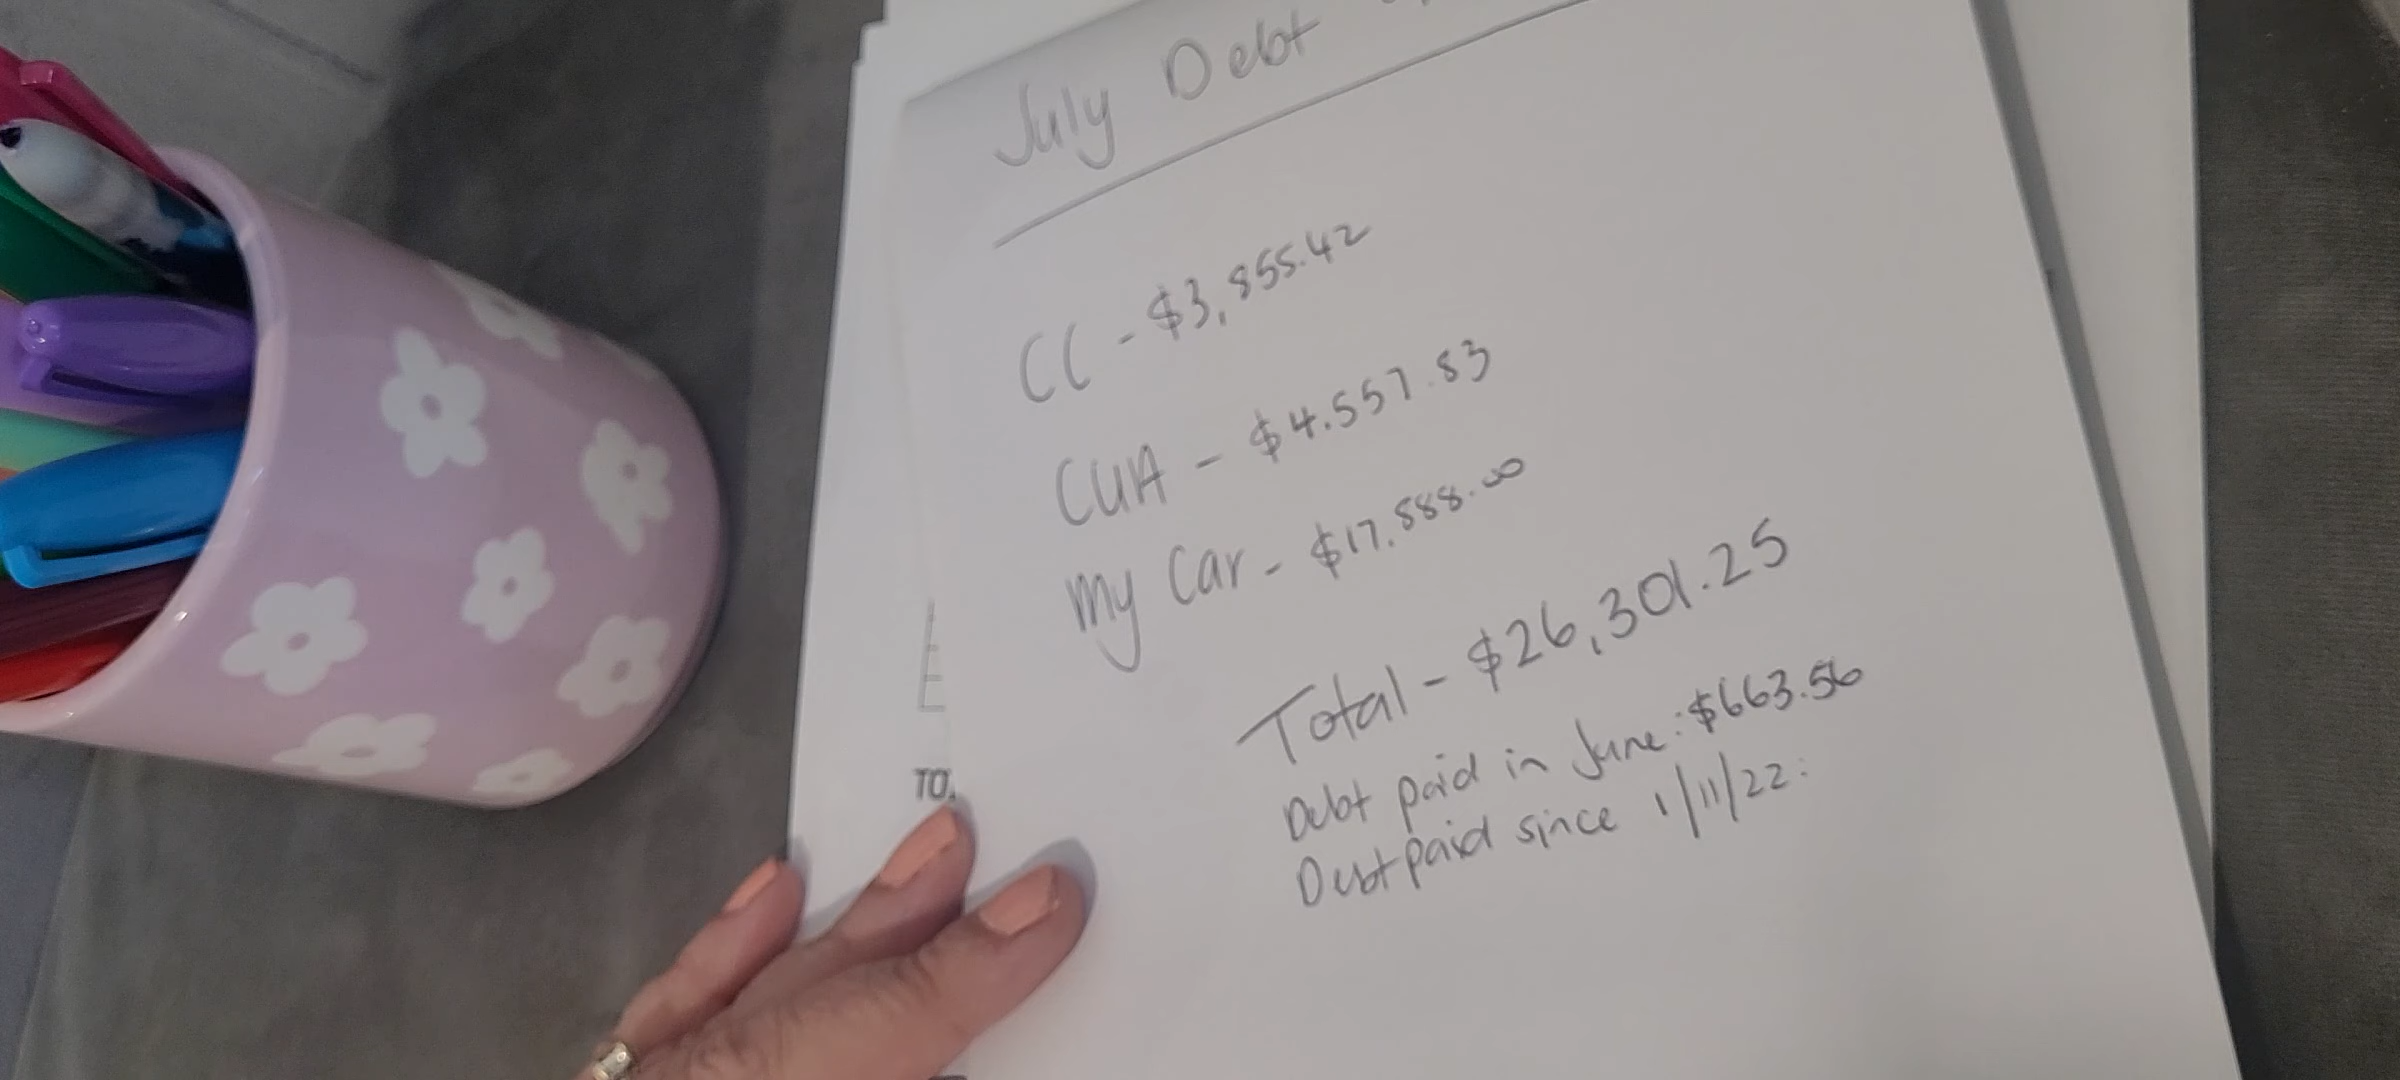 July Debt
CC - $3,855.42
CUA - $4.557.83
My Car - $17.888.00
Total - $26,301.25
Debt paid in June: $663.56
Debt paid since 1/11/22:
TO